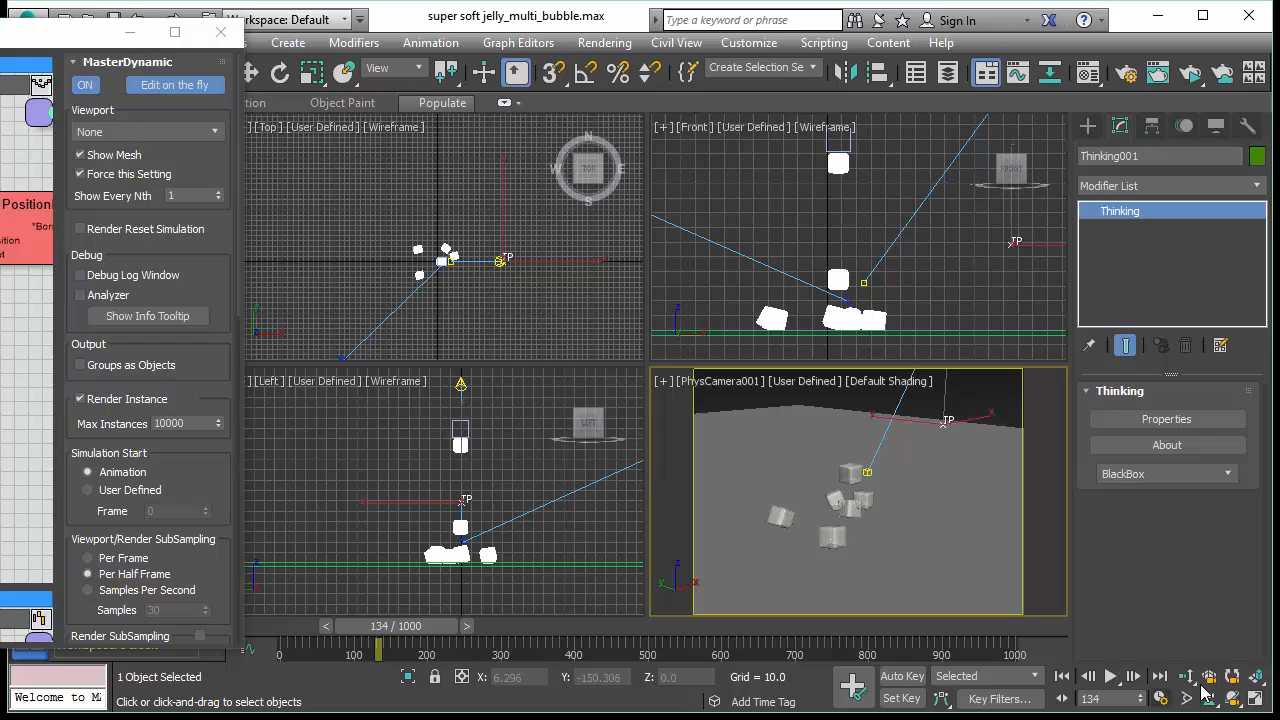 Workspace: Default
super soft jelly_multi_bubble.max
Type a keyword or phrase
Sign In
Create Modifiers Animation Graph Editors Rendering Civil View Customize Scripting Content Help
View
Create Selection Se
Object Paint Populate
MasterDynamic
ON Edit on the fly
Viewport
None
Show Mesh
Force this Setting
Show Every Nth 1
Render Reset Simulation
Debug
Debug Log Window
Analyzer
Show Info Tooltip
Output
Groups as Objects
Render Instance
Max Instances 10000
Simulation Start
Animation
User Defined
Frame 0
Viewport/Render SubSampling
Per Frame
Per Half Frame
Samples Per Second
Samples 30
Render SubSampling
[Top] [User Defined] [Wireframe]
N
W TOP E
S
TP
[+] [Front] [User Defined] [Wireframe]
FRONT
TP
[Left] [User Defined] [Wireframe]
LEFT
TP
[+] [PhysCamera001] [User Defined] [Default Shading]
TP
Thinking001
Modifier List
Thinking
Thinking
Properties
About
BlackBox
< 134 / 1000 >
0 100 200 300 400 500 600 700 800 900 1000
1 Object Selected
X: 6.296 Y: -150.306 Z: 0.0 Grid = 10.0
Auto Key Selected
Welcome to MA
Click or click-and-drag to select objects
Add Time Tag
Set Key Key Filters...
134